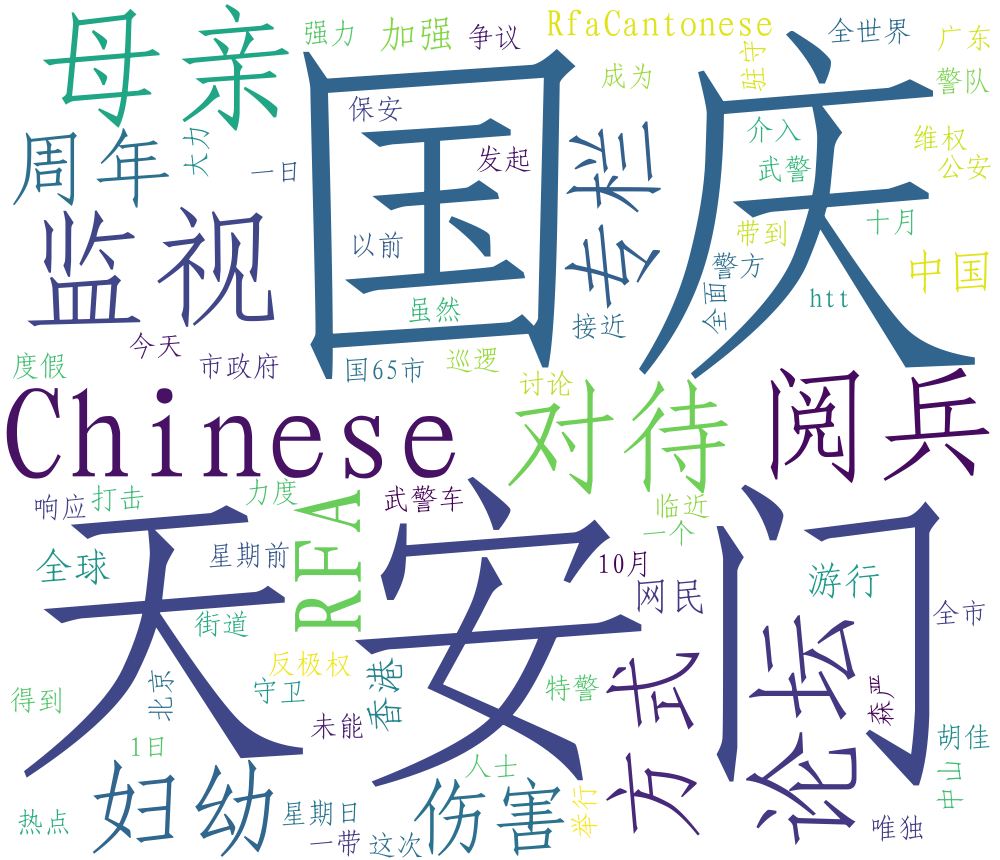 母亲
强力
加强
争议
RfaCantonese
全世界
广东
国庆
驻守
成为
警队
保安
周年
大力
一日
发起
专栏
介入
武警
维权
公安
监视
以前
带到
十月
中国
警方
全面
htt
虽然
接近
今天
市政府
度假
国65市
巡逻
讨论
Chinese
对待
阅兵
响应
打击
力度
武警车
临近
一个
天安门
RFA
全球
星期前
10月
网民
游行
街道
全市
论坛
反极权
香港
方式
得到
北京
守卫
特警
森严
未能
1日
胡佳
中山
人士
妇幼
伤害
热点
星期日
举行
唯独
一带
这次